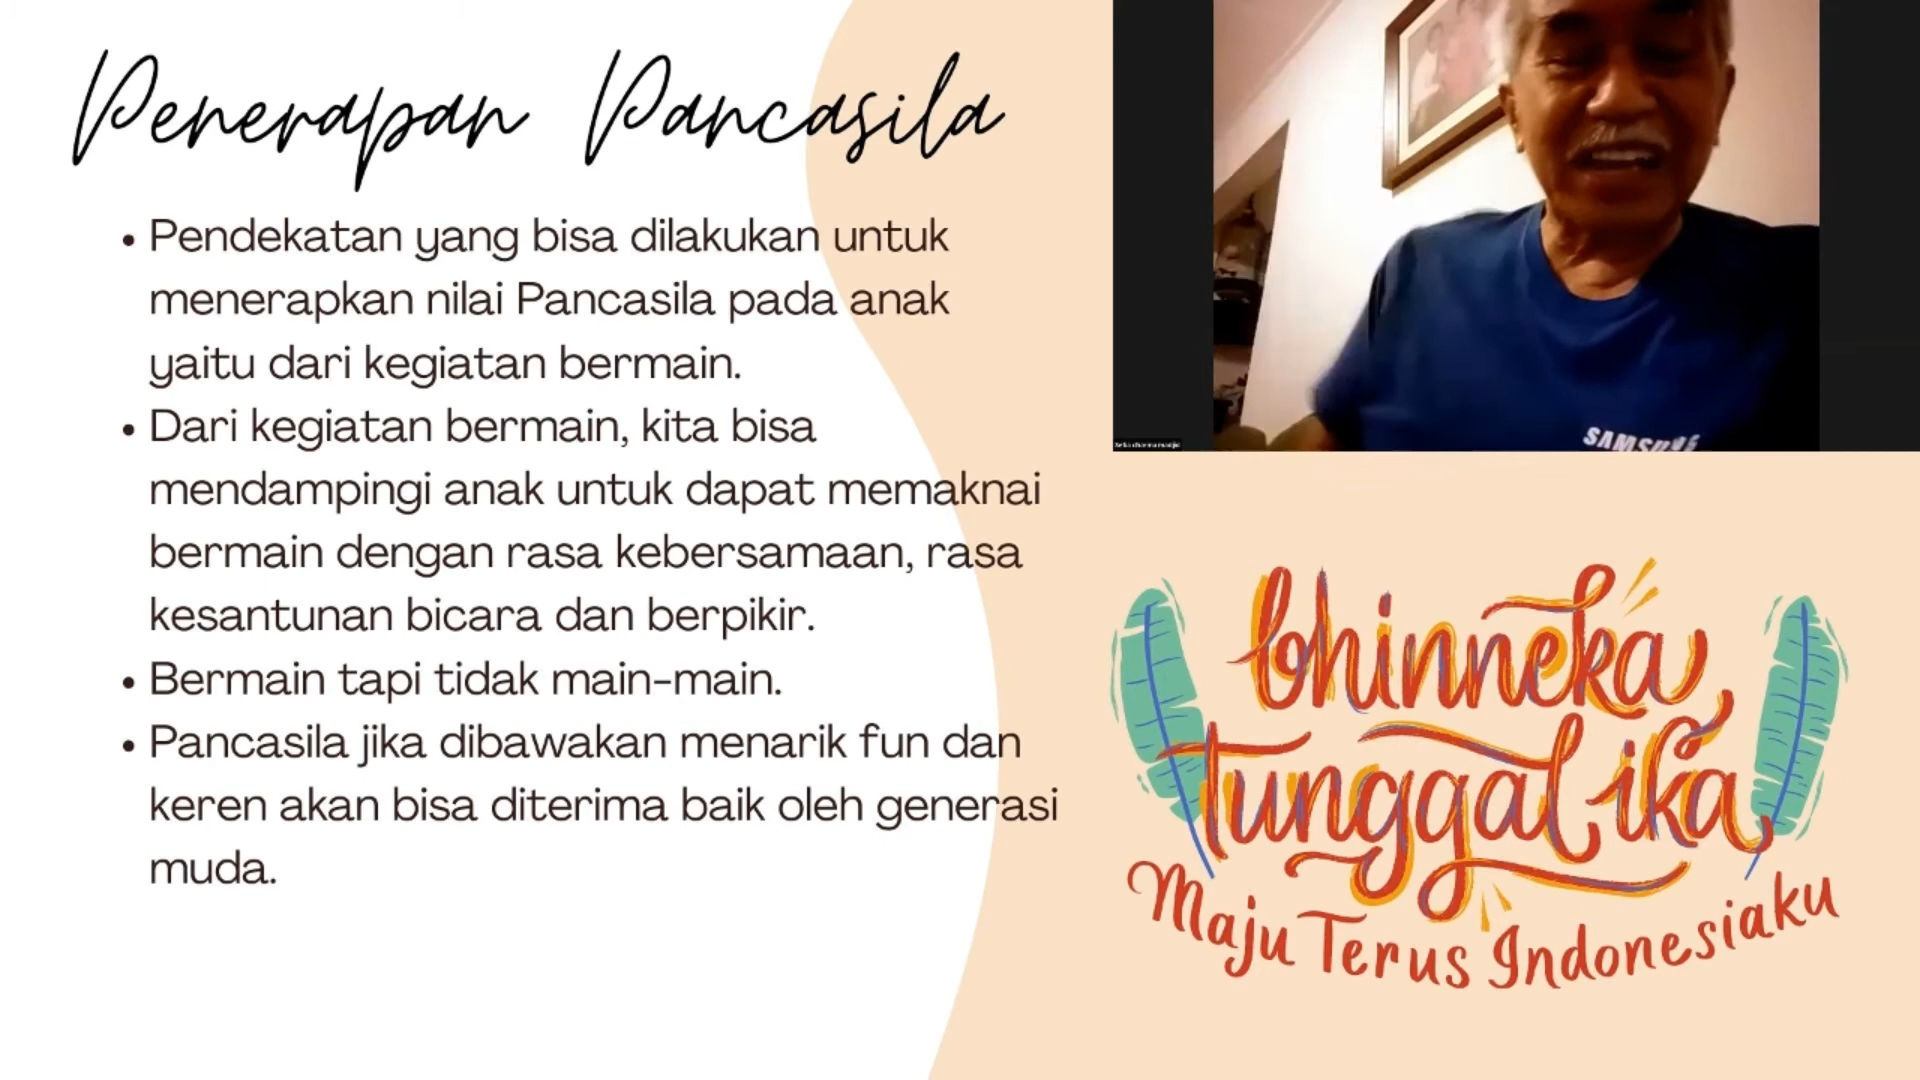 Penerapan Pancasila
• Pendekatan yang bisa dilakukan untuk
menerapkan nilai Pancasila pada anak
yaitu dari kegiatan bermain.
• Dari kegiatan bermain, kita bisa
mendampingi anak untuk dapat memaknai
bermain dengan rasa kebersamaan, rasa
kesantunan bicara dan berpikir.
• Bermain tapi tidak main-main.
• Pancasila jika dibawakan menarik fun dan
keren akan bisa diterima baik oleh generasi
muda.
SAMSUNG
bhinneka
tunggal ika
Maju Terus Indonesiaku